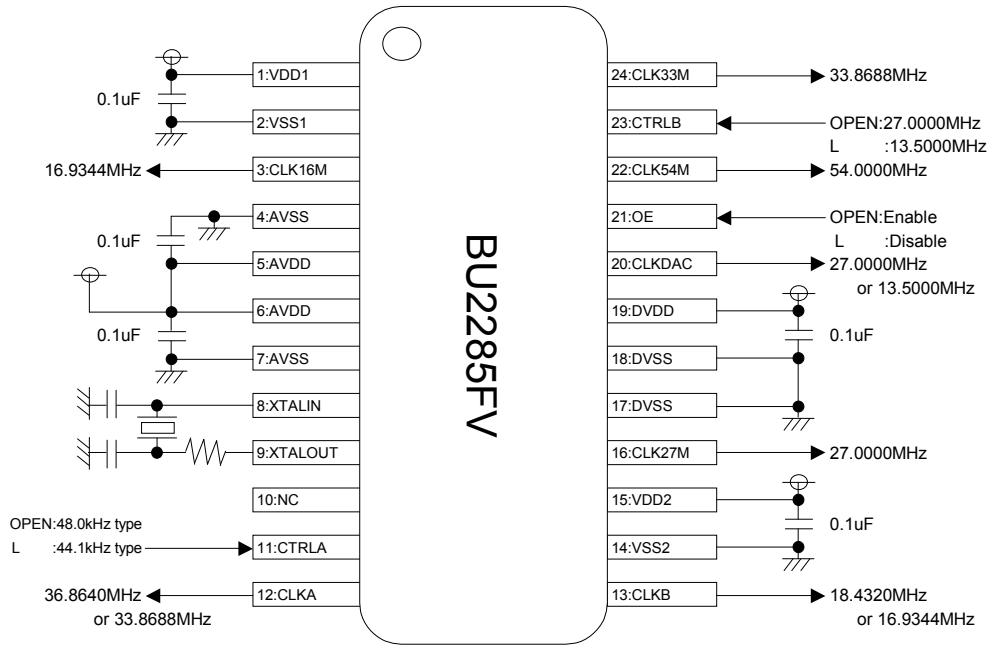 1:VDD1
0.1uF
2:VSS1
16.9344MHz
3:CLK16M
4:AVSS
0.1uF
5:AVDD
6:AVDD
0.1uF
7:AVSS
8:XTALIN
9:XTALOUT
10:NC
OPEN:48.0kHz type
L :44.1kHz type
11:CTRLA
36.8640MHz
or 33.8688MHz
12:CLKA
BU2285FV
24:CLK33M
33.8688MHz
23:CTRLB
OPEN:27.0000MHz
L :13.5000MHz
22:CLK54M
54.0000MHz
21:OE
OPEN:Enable
L :Disable
20:CLKDAC
27.0000MHz
or 13.5000MHz
19:DVDD
0.1uF
18:DVSS
17:DVSS
16:CLK27M
27.0000MHz
15:VDD2
0.1uF
14:VSS2
13:CLKB
18.4320MHz
or 16.9344MHz